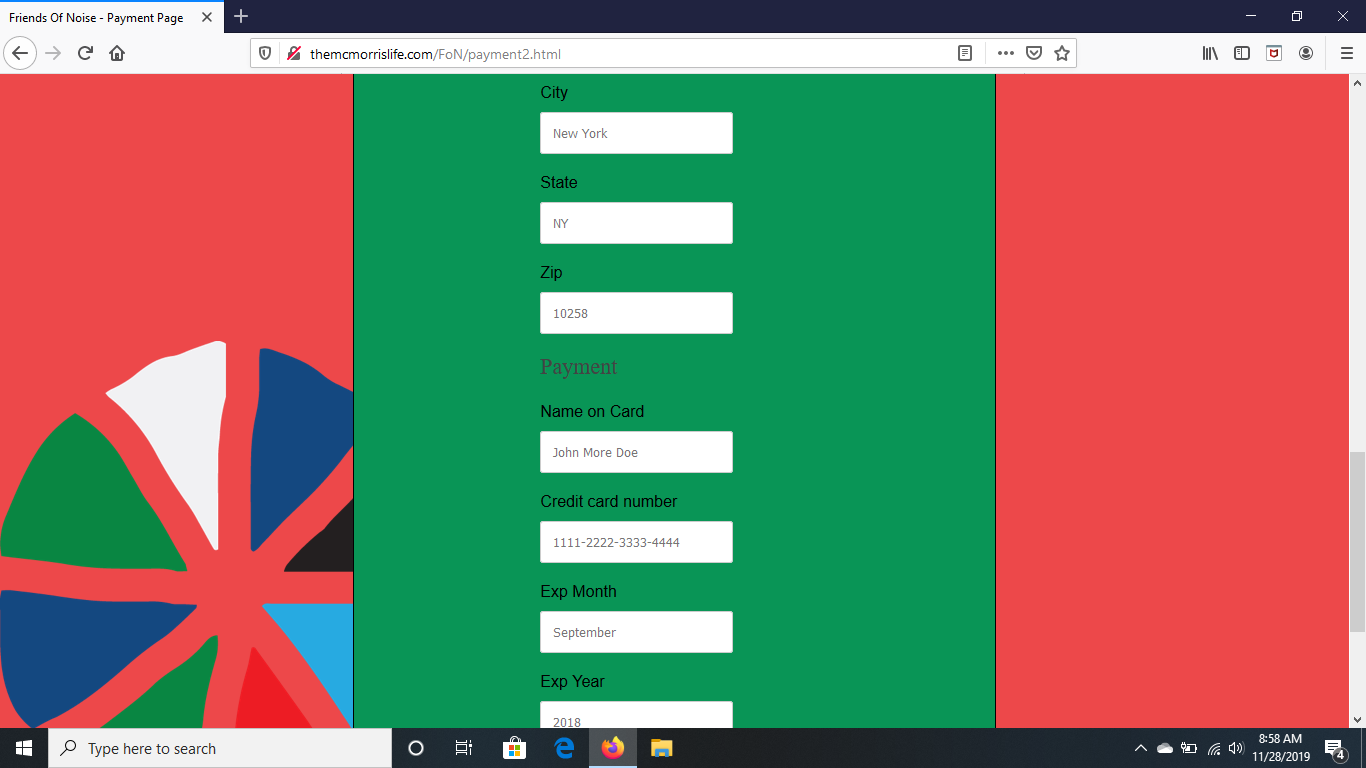 Friends Of Noise - Payment Page
themcmorrislife.com/FoN/payment2.html
City
New York
State
NY
Zip
10258
Payment
Name on Card
John More Doe
Credit card number
1111-2222-3333-4444
Exp Month
September
Exp Year
2018
Type here to search
8:58 AM
11/28/2019
4